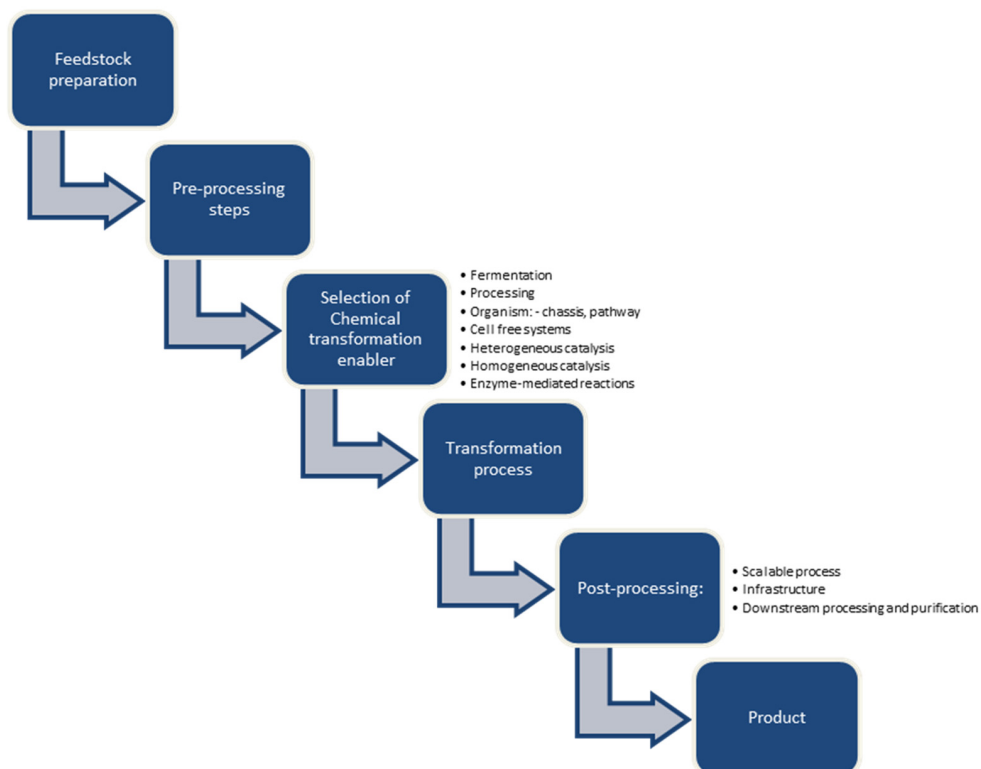 Feedstock
preparation
Pre-processing
steps
Selection of
Chemical
transformation
enabler
• Fermentation
• Processing
• Organism: - chassis, pathway
• Cell free systems
• Heterogeneous catalysis
• Homogeneous catalysis
• Enzyme-mediated reactions
Transformation
process
Post-processing:
• Scalable process
• Infrastructure
• Downstream processing and purification
Product